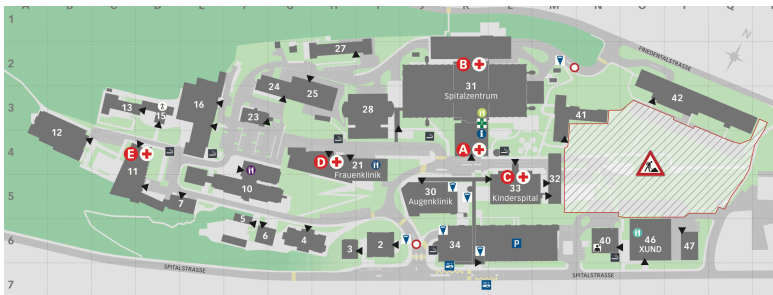 A B C D E F G H I J K L M N O P Q R
1
27
FRIEDENTALSTRASSE
N
B
2
24
25
31
Spitalzentrum
16
42
3
13
15
28
23
41
12
i
4
E
D
A
21
Frauenklinik
C
32
11
10
33
Kinderspital
30
Augenklinik
5
7
5
6
4
3
2
34
P
40
46
XUND
47
6
SPITALSTRASSE
SPITALSTRASSE
7